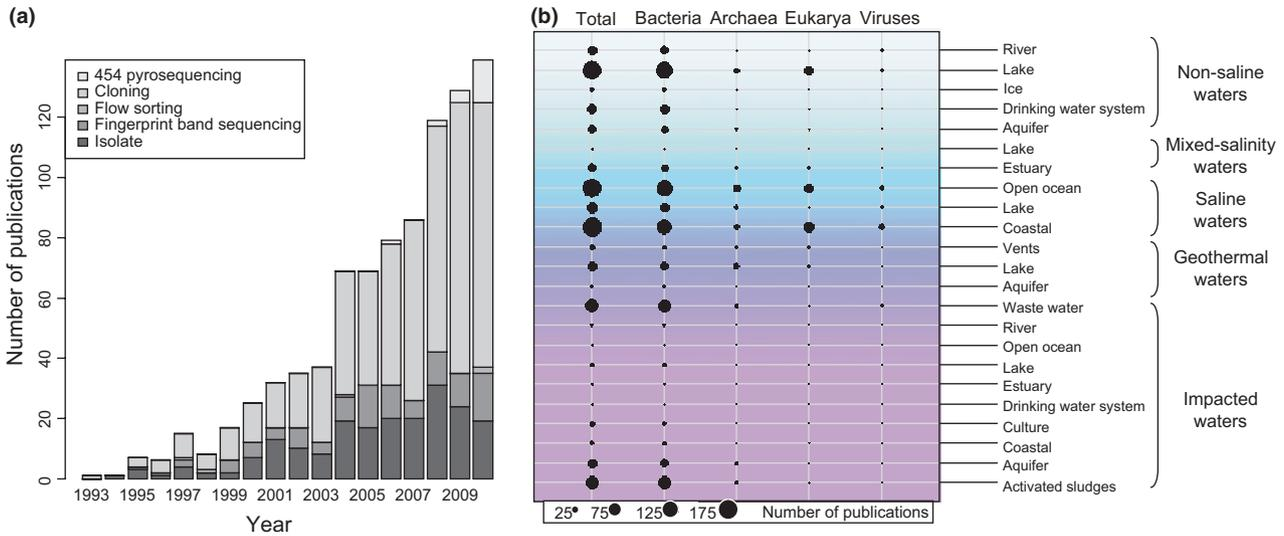 (a)
454 pyrosequencing
Cloning
Flow sorting
Fingerprint band sequencing
Isolate
Number of publications
0
20
40
60
80
100
120
1993 1995 1997 1999 2001 2003 2005 2007 2009
Year
(b) Total Bacteria Archaea Eukarya Viruses
River
Lake
Ice
Drinking water system
Aquifer
Non-saline
waters
Lake
Estuary
Mixed-salinity
waters
Open ocean
Lake
Coastal
Saline
waters
Vents
Lake
Aquifer
Geothermal
waters
Waste water
River
Open ocean
Lake
Estuary
Drinking water system
Culture
Coastal
Aquifer
Activated sludges
Impacted
waters
25 75 125 175 Number of publications